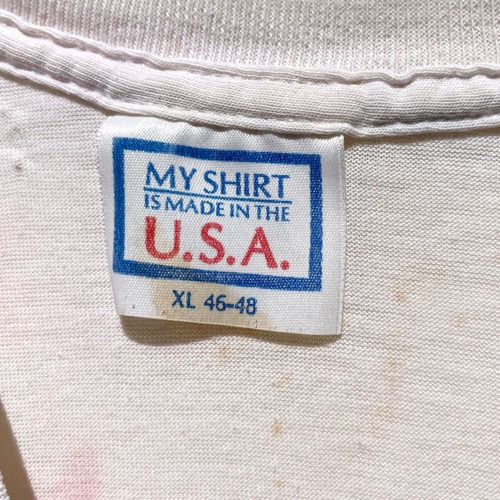 MY SHIRT
IS MADE IN THE
U.S.A.
XL 46-48